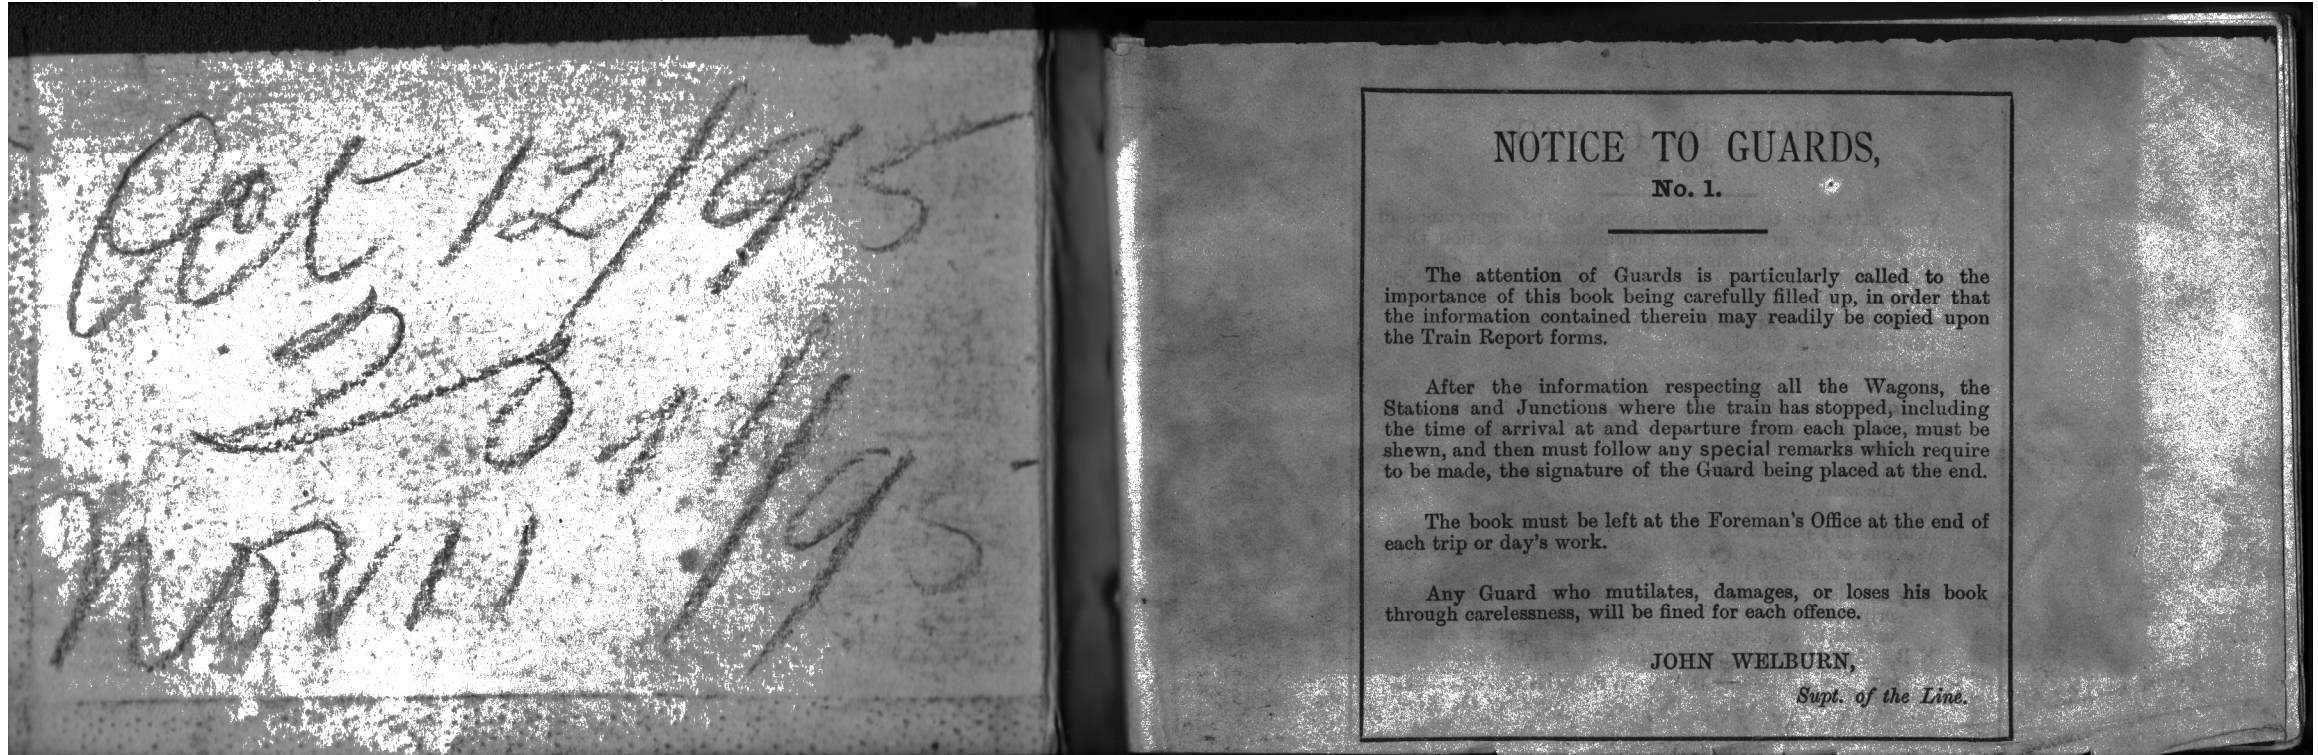 Oct 12/95
To
Nov 11/95
NOTICE TO GUARDS,
No. 1.
The attention of Guards is particularly called to the
importance of this book being carefully filled up, in order that
the information contained therein may readily be copied upon
the Train Report forms.
After the information respecting all the Wagons, the
Stations and Junctions where the train has stopped, including
the time of arrival at and departure from each place, must be
shewn, and then must follow any special remarks which require
to be made, the signature of the Guard being placed at the end.
The book must be left at the Foreman's Office at the end of
each trip or day's work.
Any Guard who mutilates, damages, or loses his book
through carelessness, will be fined for each offence.
JOHN WELBURN,
Supt. of the Line.